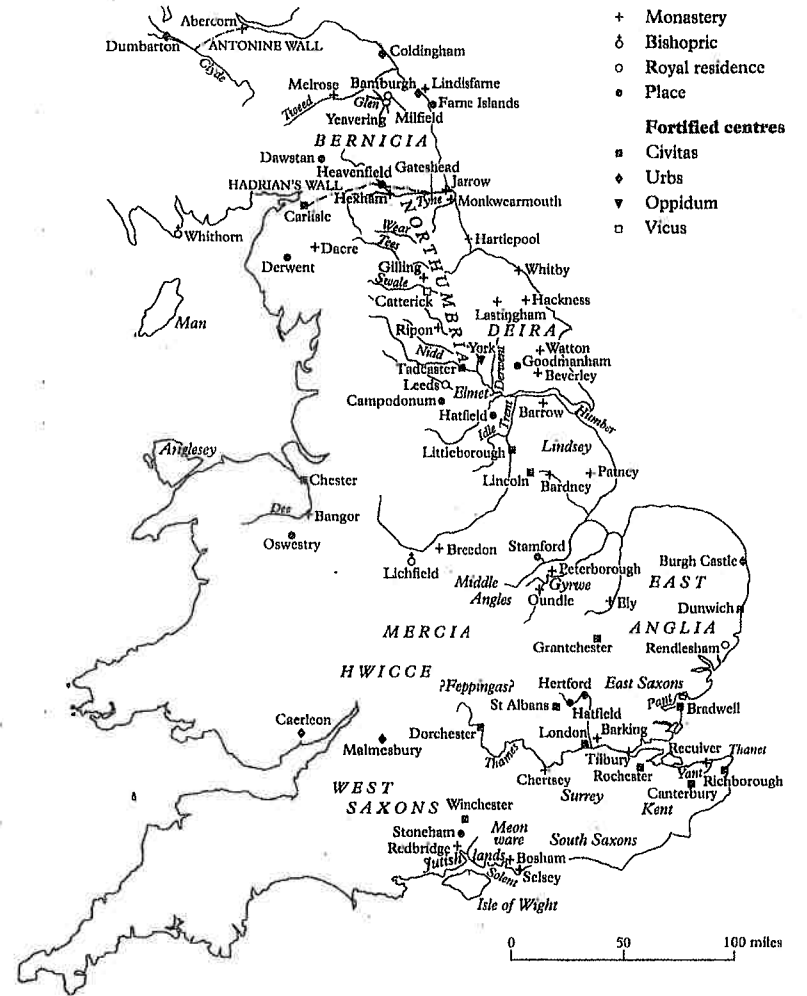 Monastery
Bishopric
Royal residence
Place
Fortified centres
Civitas
Urbs
Oppidum
Vicus
Abercorn
Dumbarton
ANTONINE WALL
Clyde
Coldingham
Melrose
Bamburgh
Lindisfarne
Tweed
Glen
Farne Islands
Yeavering
Milfield
BERNICIA
Dawstan
Heavenfield
Gateshead
HADRIAN'S WALL
Jarrow
Hexham
Tyne
Monkwearmouth
Carlisle
NORTHUMBRIA
Whithorn
Wear
Dacre
Tees
Hartlepool
Derwent
Gilling
Whitby
Swale
Catterick
Hackness
Lastingham
Man
Ripon
DEIRA
Nidd
York
Watton
Derwent
Goodmanham
Tadcaster
Beverley
Leeds
Elmet
Campodonum
Barrow
Humber
Hatfield
Trent
Idle
Anglesey
Lindsey
Littleborough
Chester
Lincoln
Bardney
Patney
Dee
Bangor
Oswestry
Breedon
Stamford
Lichfield
Burgh Castle
Middle
Angles
Peterborough
Gyrwe
EAST
Oundle
Ely
Dunwich
MERCIA
ANGLIA
Grantchester
Rendlesham
HWICCE
?Feppingas?
Hertford
East Saxons
St Albans
Hatfield
Pant
Bradwell
Caerleon
Dorchester
London
Barking
Malmesbury
Thames
Tilbury
Reculver
Thanet
Chertsey
Rochester
Yant
Richborough
Canterbury
WEST
SAXONS
Surrey
Kent
Winchester
Stoneham
Meon
ware
South Saxons
Redbridge
Jutish lands
Bosham
Solent
Selsey
Isle of Wight
0 50 100 miles